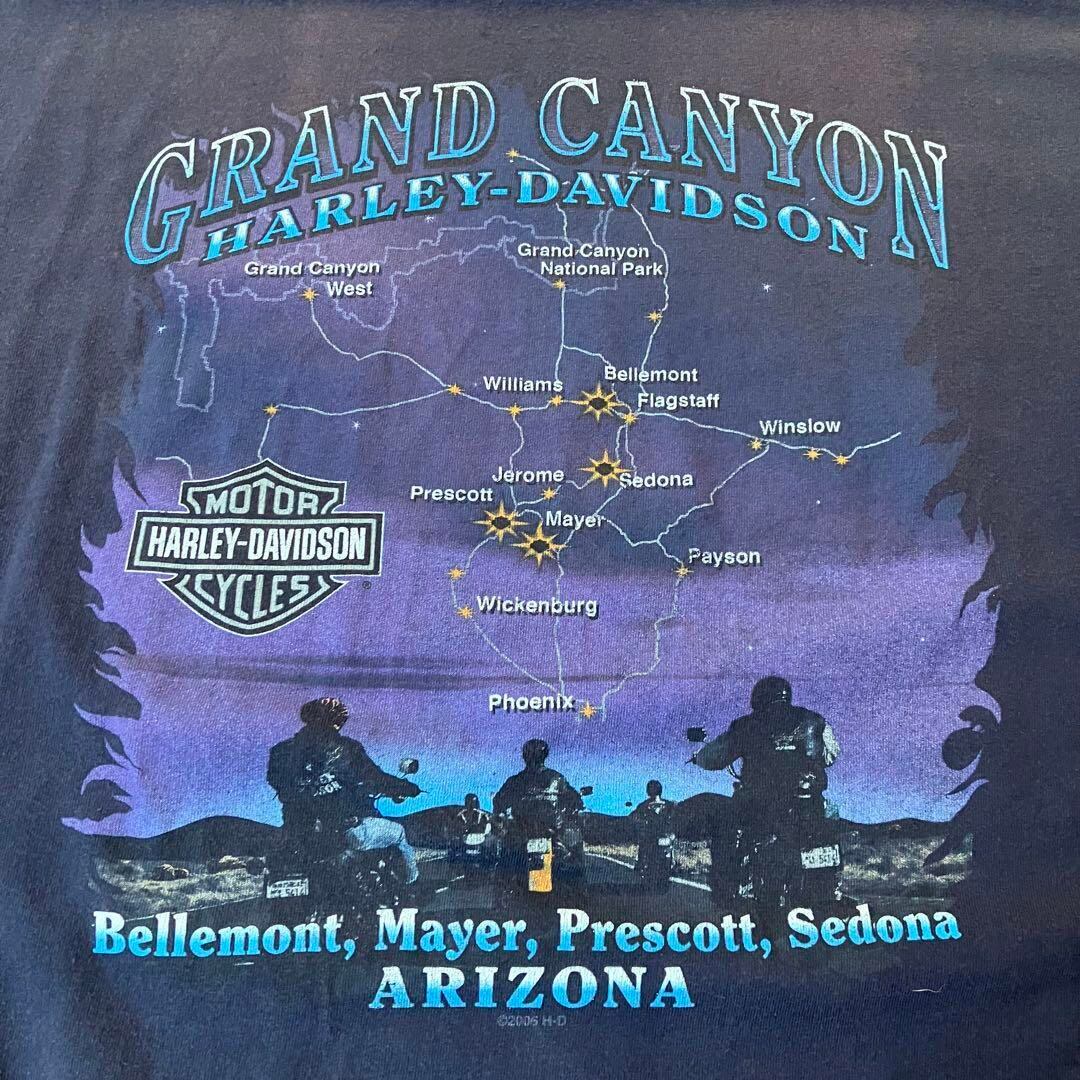 GRAND CANYON
HARLEY-DAVIDSON
Grand Canyon
National Park
Grand Canyon
West
Williams
Bellemont
Flagstaff
Winslow
Jerome
Sedona
Prescott
Mayer
Payson
Wickenburg
Phoenix
MOTOR
HARLEY-DAVIDSON
CYCLES
®
Bellemont, Mayer, Prescott, Sedona
ARIZONA
©2006 H-D